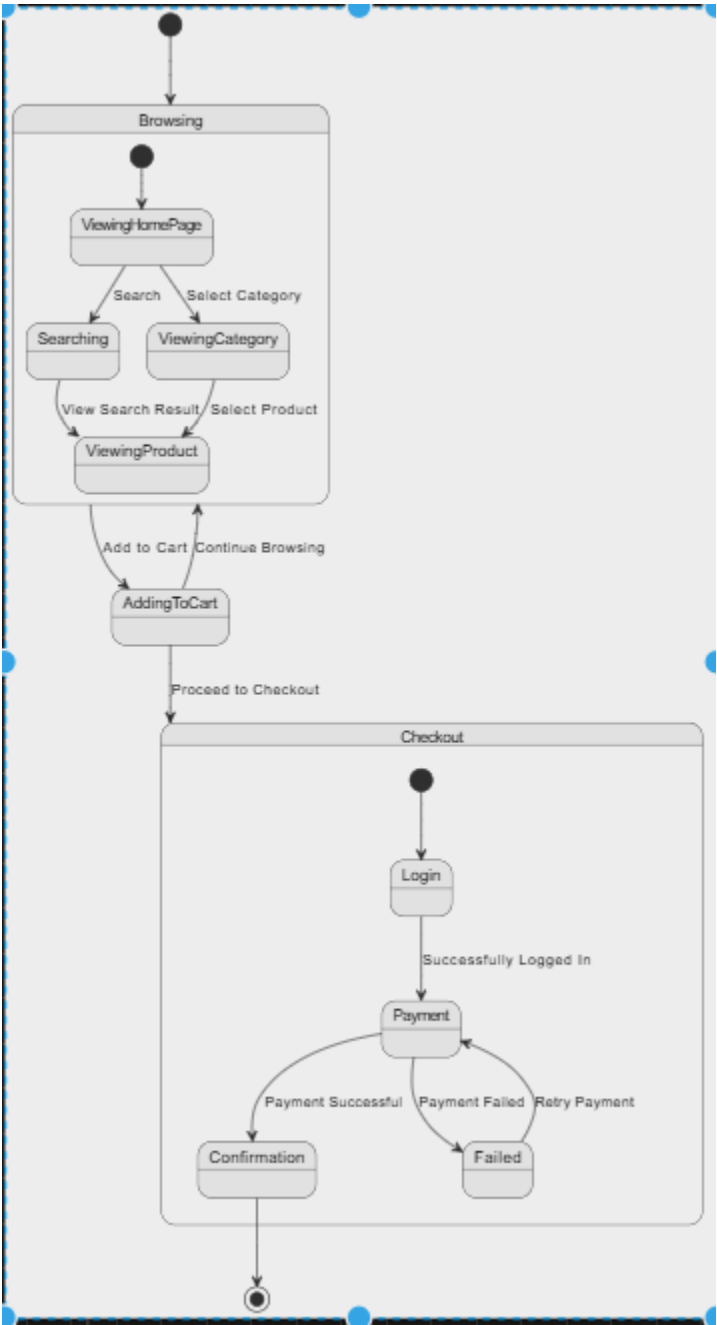 Browsing
ViewingHomePage
Search
Select Category
Searching
ViewingCategory
View Search Result
Select Product
ViewingProduct
Add to Cart
Continue Browsing
AddingToCart
Proceed to Checkout
Checkout
Login
Successfully Logged In
Payment
Payment Successful
Payment Failed
Retry Payment
Confirmation
Failed